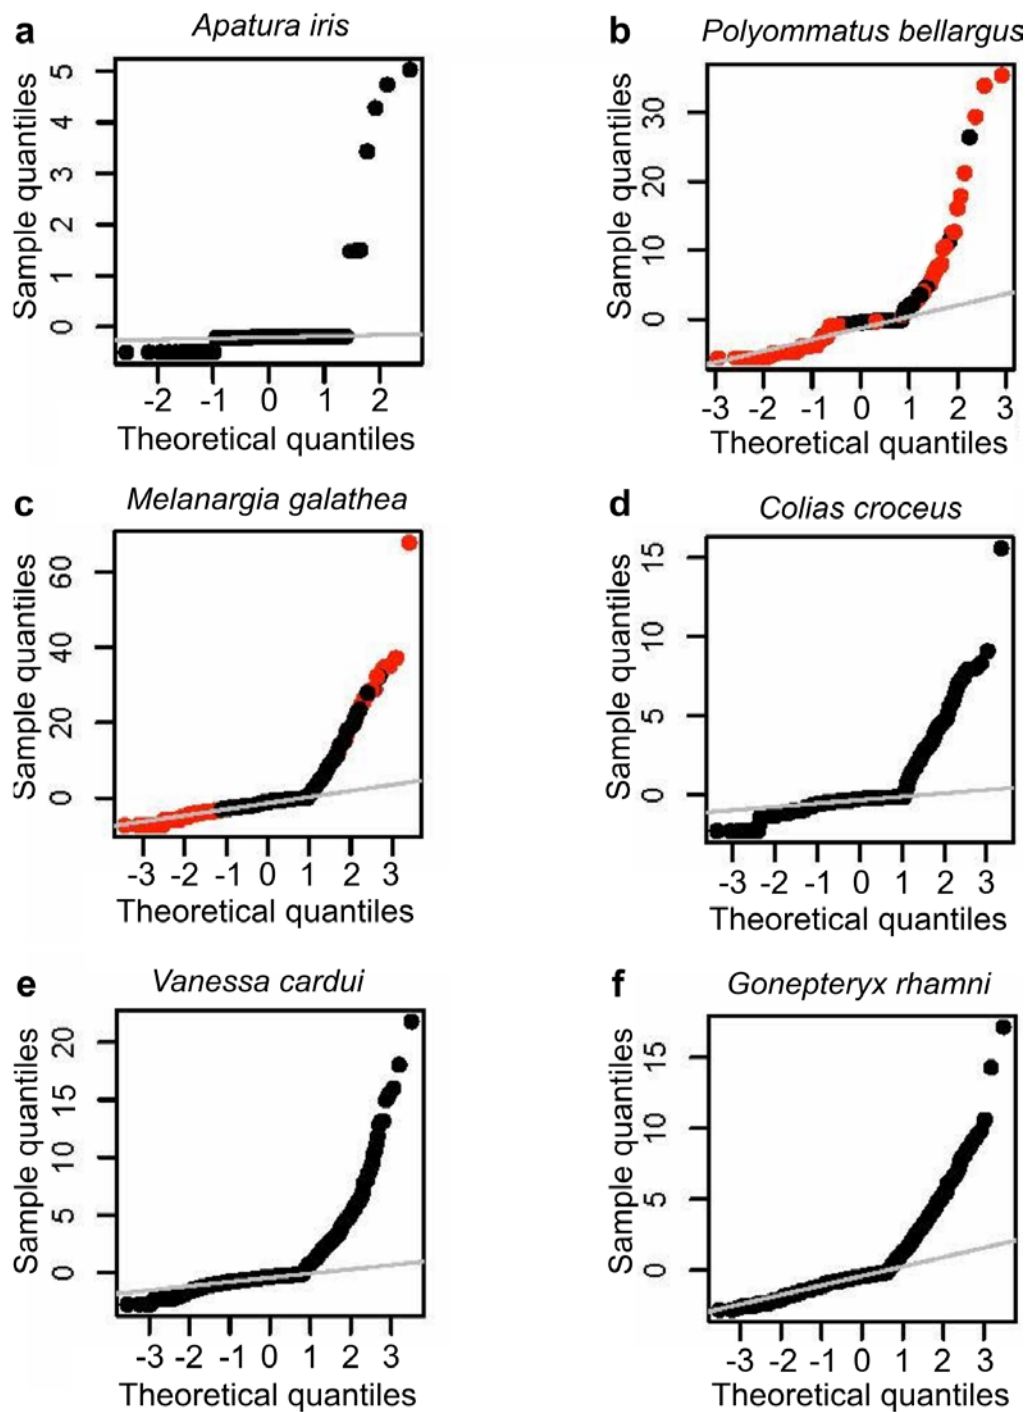 a Apatura iris
Sample quantiles
5
4
3
2
1
0
-2 -1 0 1 2
Theoretical quantiles
b Polyommatus bellargus
Sample quantiles
30
20
10
0
-3 -2 -1 0 1 2 3
Theoretical quantiles
c Melanargia galathea
Sample quantiles
60
40
20
0
-3 -2 -1 0 1 2 3
Theoretical quantiles
d Colias croceus
Sample quantiles
15
10
5
0
-3 -2 -1 0 1 2 3
Theoretical quantiles
e Vanessa cardui
Sample quantiles
20
15
10
5
0
-3 -2 -1 0 1 2 3
Theoretical quantiles
f Gonepteryx rhamni
Sample quantiles
15
10
5
0
-3 -2 -1 0 1 2 3
Theoretical quantiles